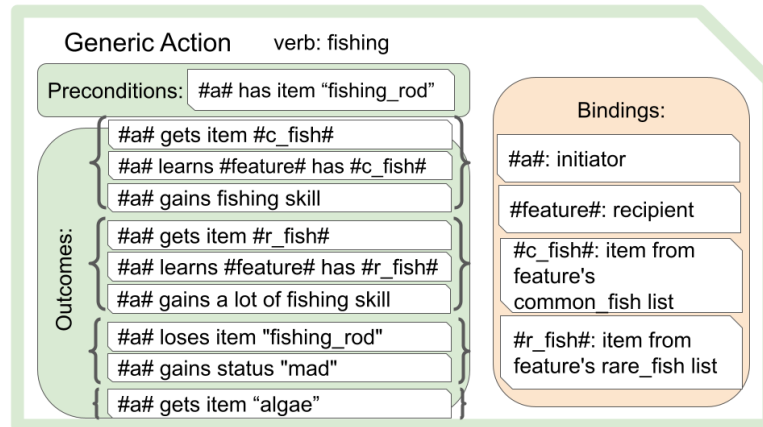 Generic Action verb: fishing
Preconditions: #a# has item “fishing_rod”
Outcomes:
#a# gets item #c_fish#
#a# learns #feature# has #c_fish#
#a# gains fishing skill
#a# gets item #r_fish#
#a# learns #feature# has #r_fish#
#a# gains a lot of fishing skill
#a# loses item "fishing_rod"
#a# gains status "mad"
#a# gets item “algae”
Bindings:
#a#: initiator
#feature#: recipient
#c_fish#: item from
feature's
common_fish list
#r_fish#: item from
feature's rare_fish list